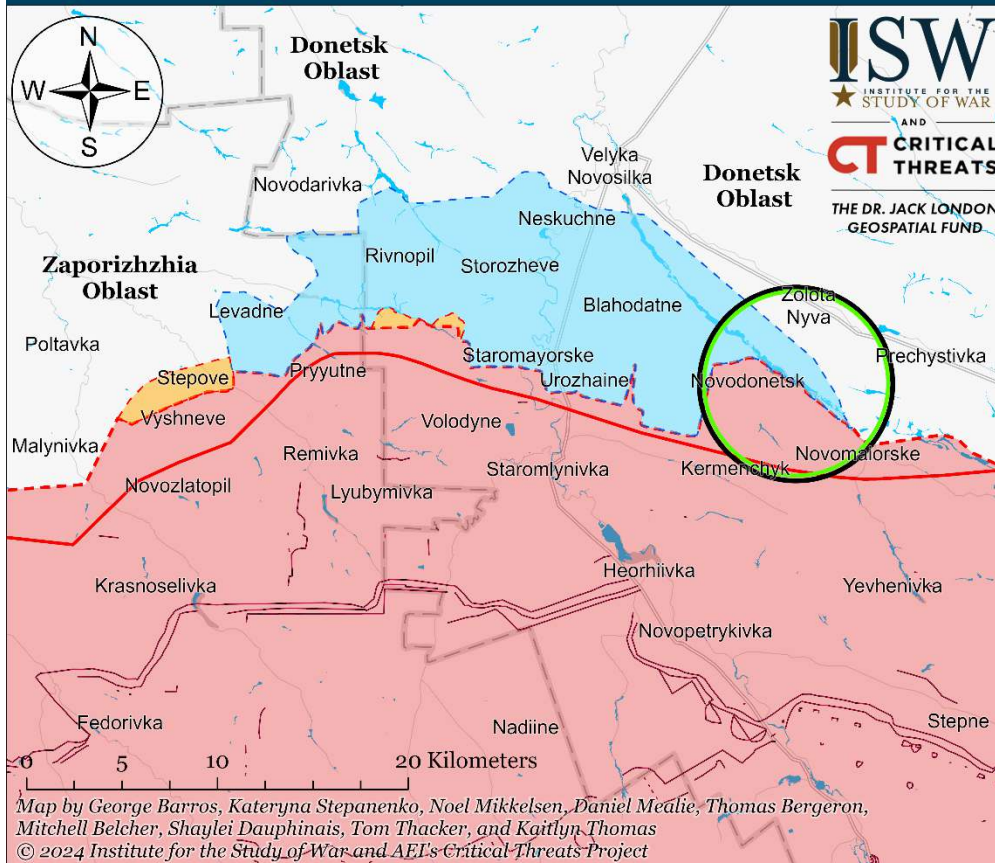 N
W
E
S
Donetsk
Oblast
ISW
INSTITUTE FOR THE
STUDY OF WAR
AND
CT CRITICAL
THREATS
THE DR. JACK LONDON
GEOSPATIAL FUND
Velyka
Novosilka
Donetsk
Oblast
Novodarivka
Neskuchne
Rivnopil
Storozheve
Zaporizhzhia
Oblast
Levadne
Blahodatne
Zolota
Nyva
Poltavka
Staromayorske
Prechystivka
Stepove
Pryyutne
Urozhaine
Novodonetsk
Vyshneve
Volodyne
Malynivka
Remivka
Staromlynivka
Kermenchyk
Novomaiorske
Novozlatopil
Lyubymivka
Heorhiivka
Krasnoselivka
Yevhenivka
Novopetrykivka
Fedorivka
Nadiine
Stepne
0 5 10 20 Kilometers
Map by George Barros, Kateryna Stepanenko, Noel Mikkelsen, Daniel Mealie, Thomas Bergeron,
Mitchell Belcher, Shaylei Dauphinais, Tom Thacker, and Kaitlyn Thomas
© 2024 Institute for the Study of War and AEI's Critical Threats Project